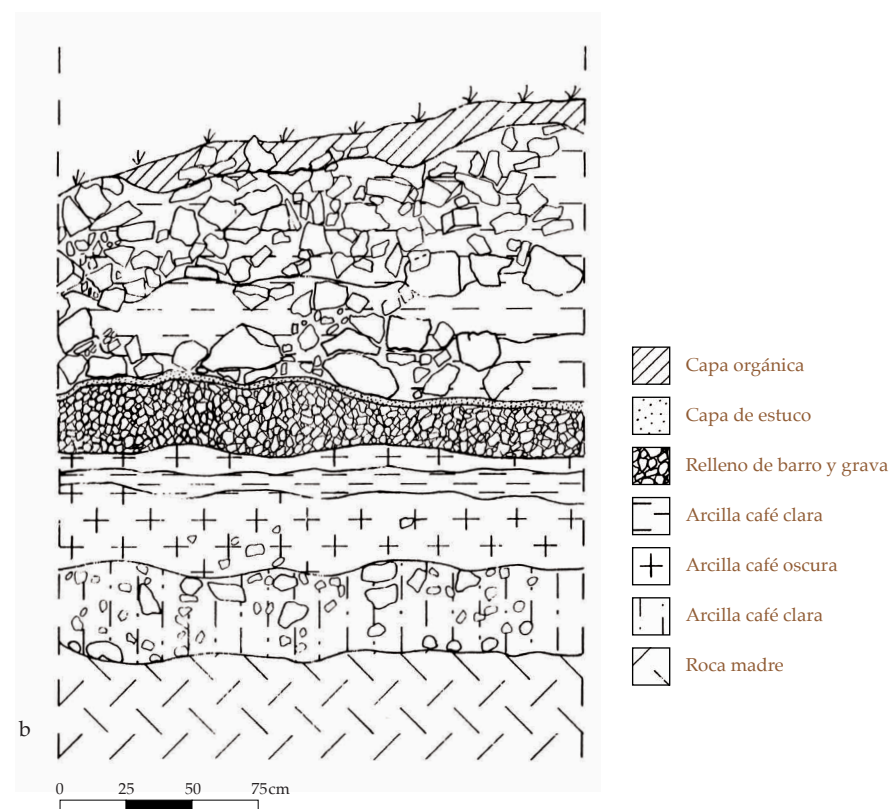 Capa orgánica
Capa de estuco
Relleno de barro y grava
Arcilla café clara
Arcilla café oscura
Arcilla café clara
Roca madre
b
0 25 50 75cm